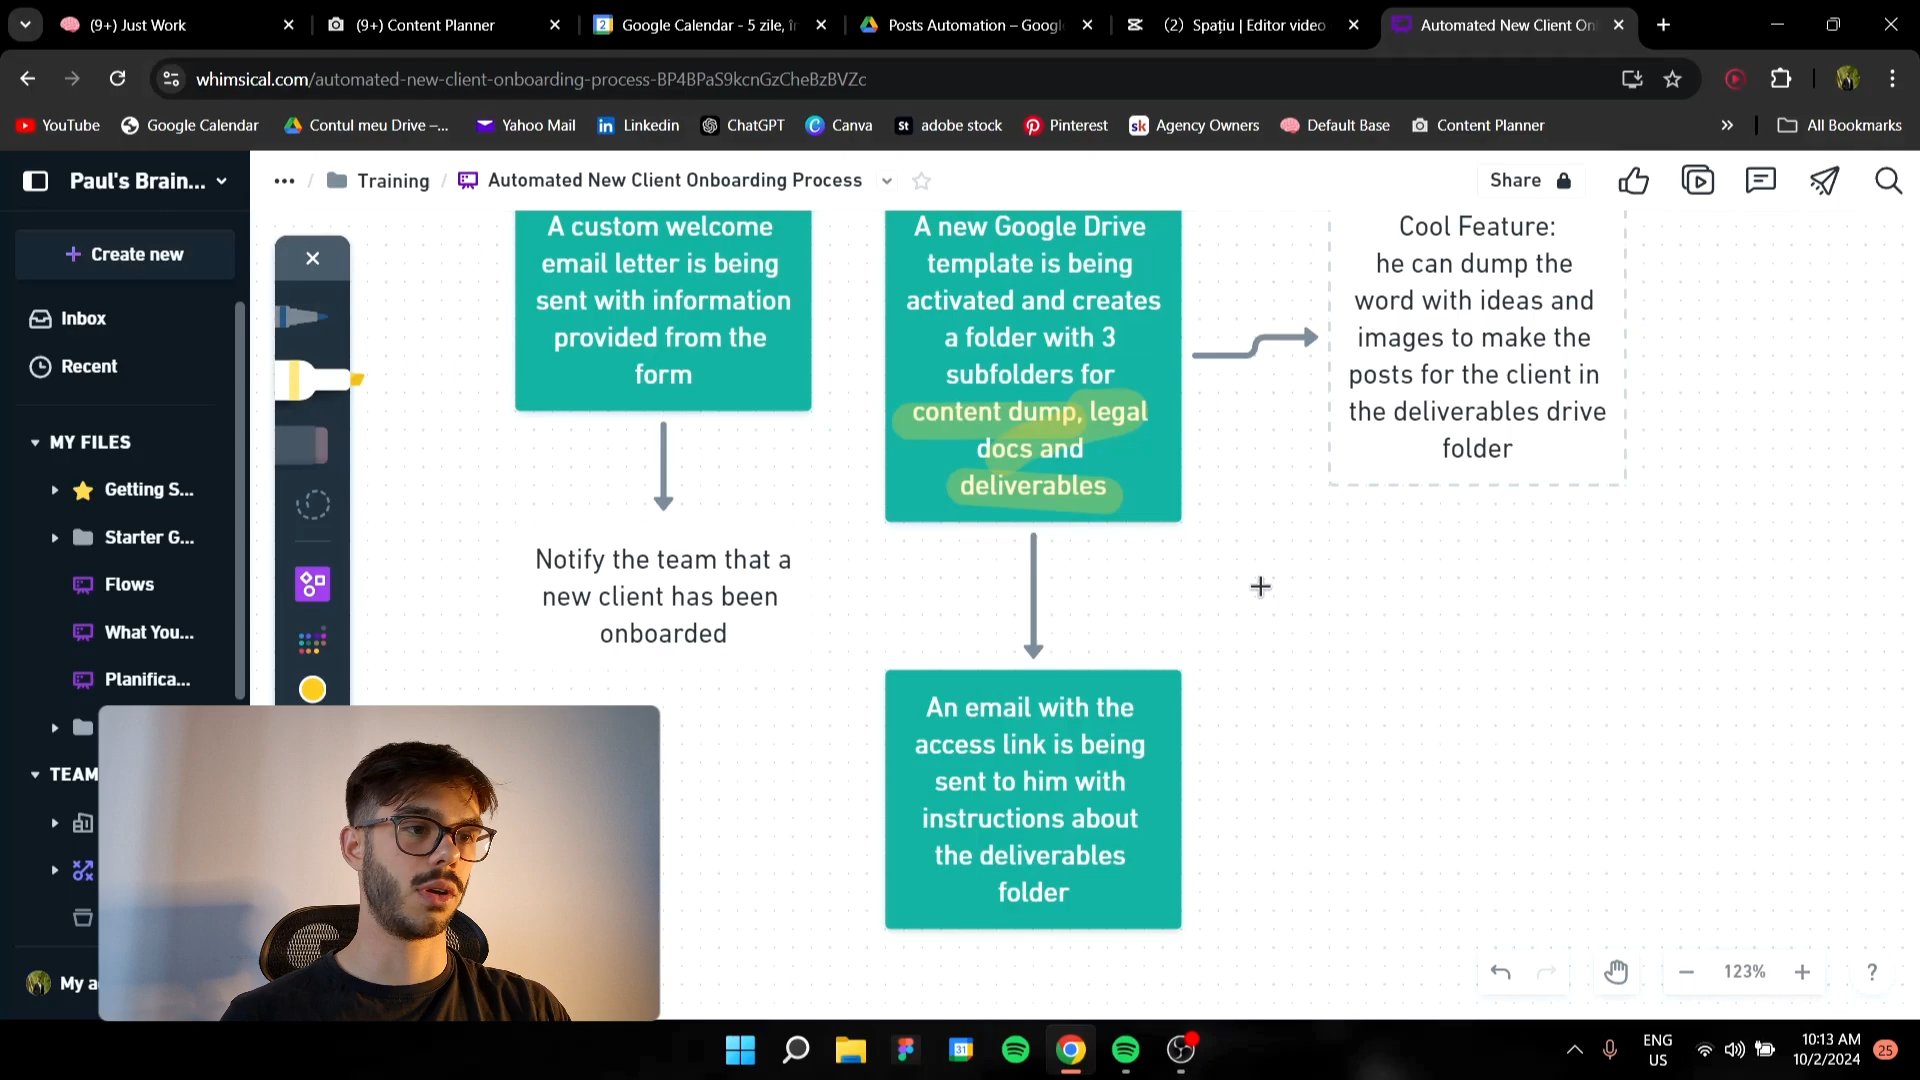 (9+) Just Work
(9+) Content Planner
Google Calendar - 5 zile, în
Posts Automation – Google
(2) Spațiu | Editor video
Automated New Client On
whimsical.com/automated-new-client-onboarding-process-BP4BPaS9kcnGzCheBzBVZc
YouTube
Google Calendar
Contul meu Drive –...
Yahoo Mail
in Linkedin
ChatGPT
Canva
St adobe stock
Pinterest
sk Agency Owners
Default Base
Content Planner
All Bookmarks
Paul's Brain...
... / Training / Automated New Client Onboarding Process
Share
Create new
Inbox
Recent
MY FILES
Getting S...
Starter G...
Flows
What You...
Planifica...
TEAM
My a
A custom welcome
email letter is being
sent with information
provided from the
form
Notify the team that a
new client has been
onboarded
A new Google Drive
template is being
activated and creates
a folder with 3
subfolders for
content dump, legal
docs and
deliverables
An email with the
access link is being
sent to him with
instructions about
the deliverables
folder
Cool Feature:
he can dump the
word with ideas and
images to make the
posts for the client in
the deliverables drive
folder
123%
?
31
ENG
US
10:13 AM
10/2/2024
25